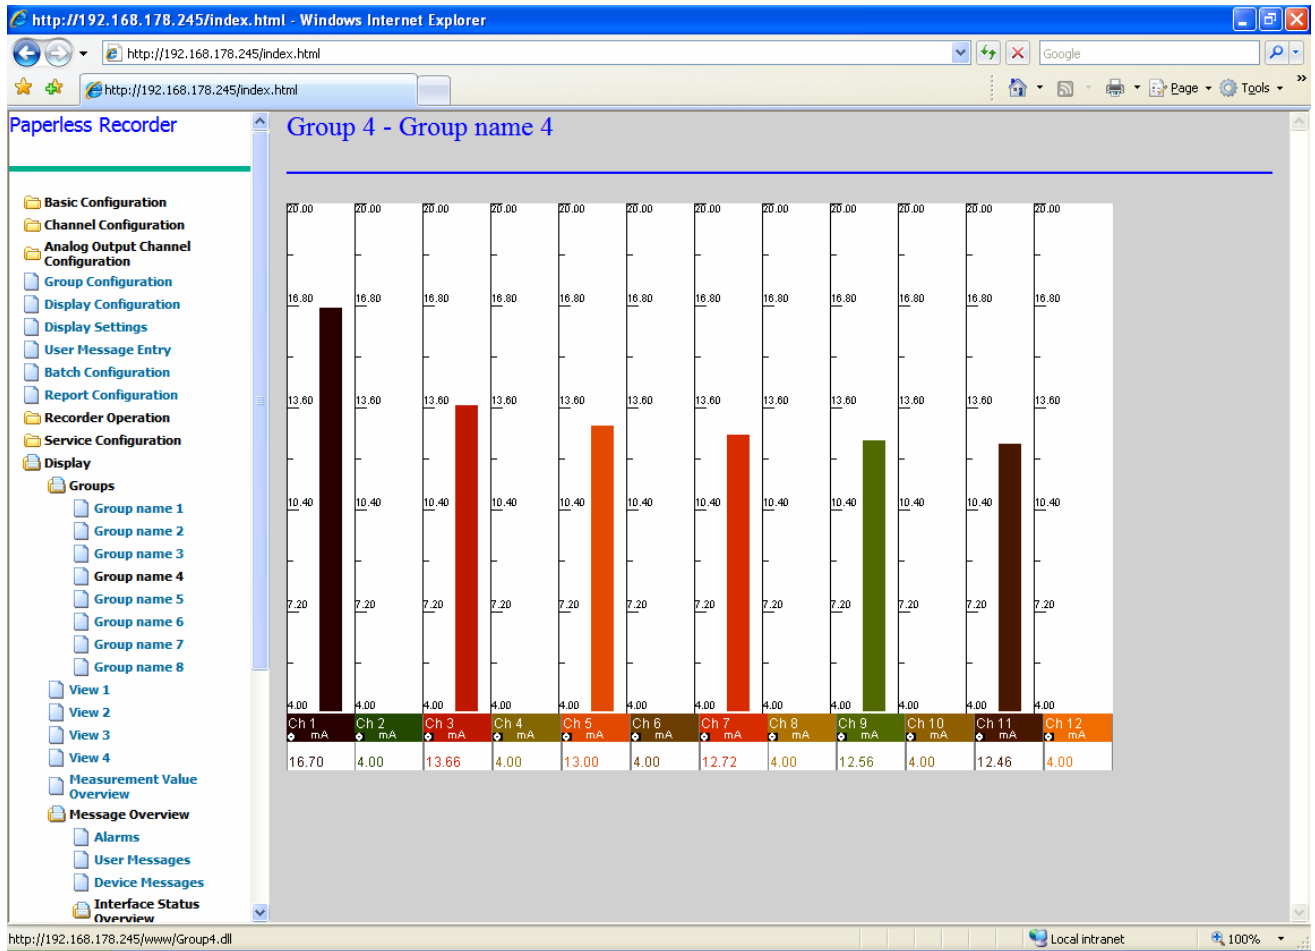 http://192.168.178.245/index.html - Windows Internet Explorer
http://192.168.178.245/index.html
Google
http://192.168.178.245/index.html
Page
Tools
Paperless Recorder
Basic Configuration
Channel Configuration
Analog Output Channel
Configuration
Group Configuration
Display Configuration
Display Settings
User Message Entry
Batch Configuration
Report Configuration
Recorder Operation
Service Configuration
Display
Groups
Group name 1
Group name 2
Group name 3
Group name 4
Group name 5
Group name 6
Group name 7
Group name 8
View 1
View 2
View 3
View 4
Measurement Value
Overview
Message Overview
Alarms
User Messages
Device Messages
Interface Status
Overview
Group 4 - Group name 4
20.00 20.00 20.00 20.00 20.00 20.00 20.00 20.00 20.00 20.00 20.00 20.00
16.80 16.80 16.80 16.80 16.80 16.80 16.80 16.80 16.80 16.80 16.80 16.80
13.60 13.60 13.60 13.60 13.60 13.60 13.60 13.60 13.60 13.60 13.60 13.60
10.40 10.40 10.40 10.40 10.40 10.40 10.40 10.40 10.40 10.40 10.40 10.40
7.20 7.20 7.20 7.20 7.20 7.20 7.20 7.20 7.20 7.20 7.20 7.20
4.00 4.00 4.00 4.00 4.00 4.00 4.00 4.00 4.00 4.00 4.00 4.00
Ch 1 Ch 2 Ch 3 Ch 4 Ch 5 Ch 6 Ch 7 Ch 8 Ch 9 Ch 10 Ch 11 Ch 12
mA mA mA mA mA mA mA mA mA mA mA mA
16.70 4.00 13.66 4.00 13.00 4.00 12.72 4.00 12.56 4.00 12.46 4.00
http://192.168.178.245/www/Group4.dll
Local intranet
100%